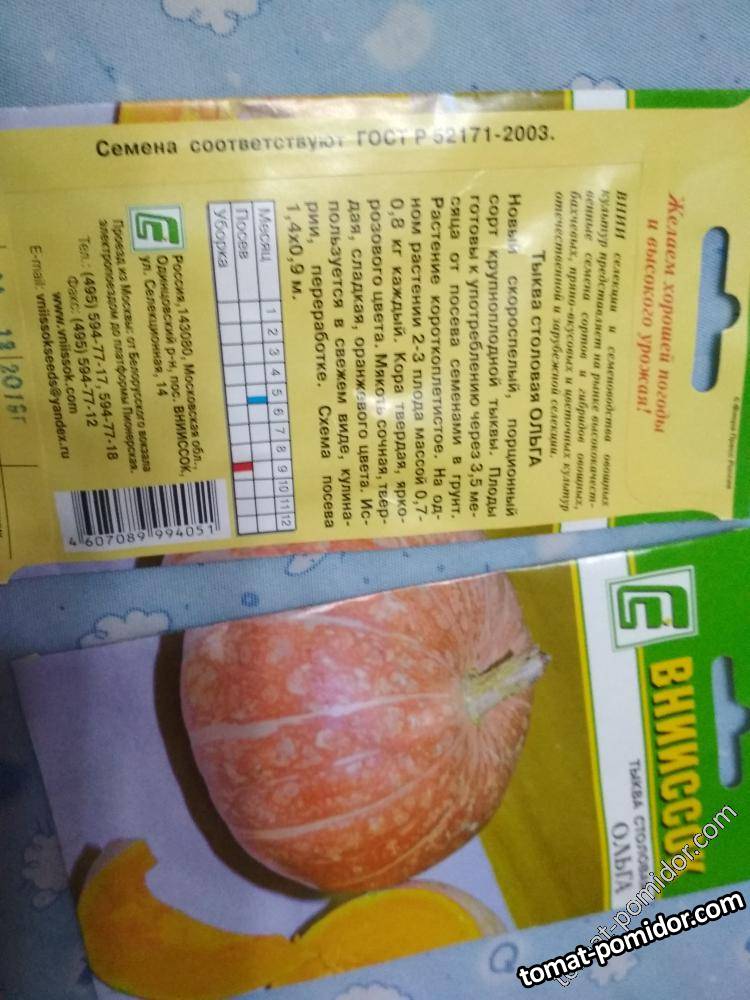 Желаем хорошей погоды
и высокого урожая!
ВНИИ селекции и семеноводства овощных
культур представляет на рынке высококачест-
венные семена сортов и гибридов овощных,
бахчевых, пряно-вкусовых и цветочных культур
отечественной и зарубежной селекции.
Тыква столовая ОЛЬГА
Новый скороспелый, порционный
сорт крупноплодной тыквы. Плоды
готовы к употреблению через 3,5 ме-
сяца от посева семенами в грунт.
Растение короткоплетистое. На од-
ном растении 2-3 плода массой 0,7-
0,8 кг каждый. Кора твердая, ярко-
розового цвета. Мякоть сочная, твер-
дая, сладкая, оранжевого цвета. Ис-
пользуется в свежем виде, кулина-
рии, переработке. Схема посева
1,4х0,9 м.
Месяц 1 2 3 4 5 6 7 8 9 10 11 12
Посев
Уборка
Россия, 143080, Московская обл.,
Одинцовский р-н, пос. ВНИИССОК,
ул. Селекционная, 14
Проезд из Москвы: от Белорусского вокзала
электропоездом до платформы Пионерская.
Тел.: (495) 594-77-17, 594-77-18
Факс: (495) 594-77-12
www.vniissok.com
E-mail: vniissokseeds@yandex.ru
4 607089 994051
Семена соответствуют ГОСТ Р 52171-2003.
ВНИИССОК
ТЫКВА СТОЛОВАЯ
ОЛЬГА
tomat-pomidor.com
tomat-pomidor.com